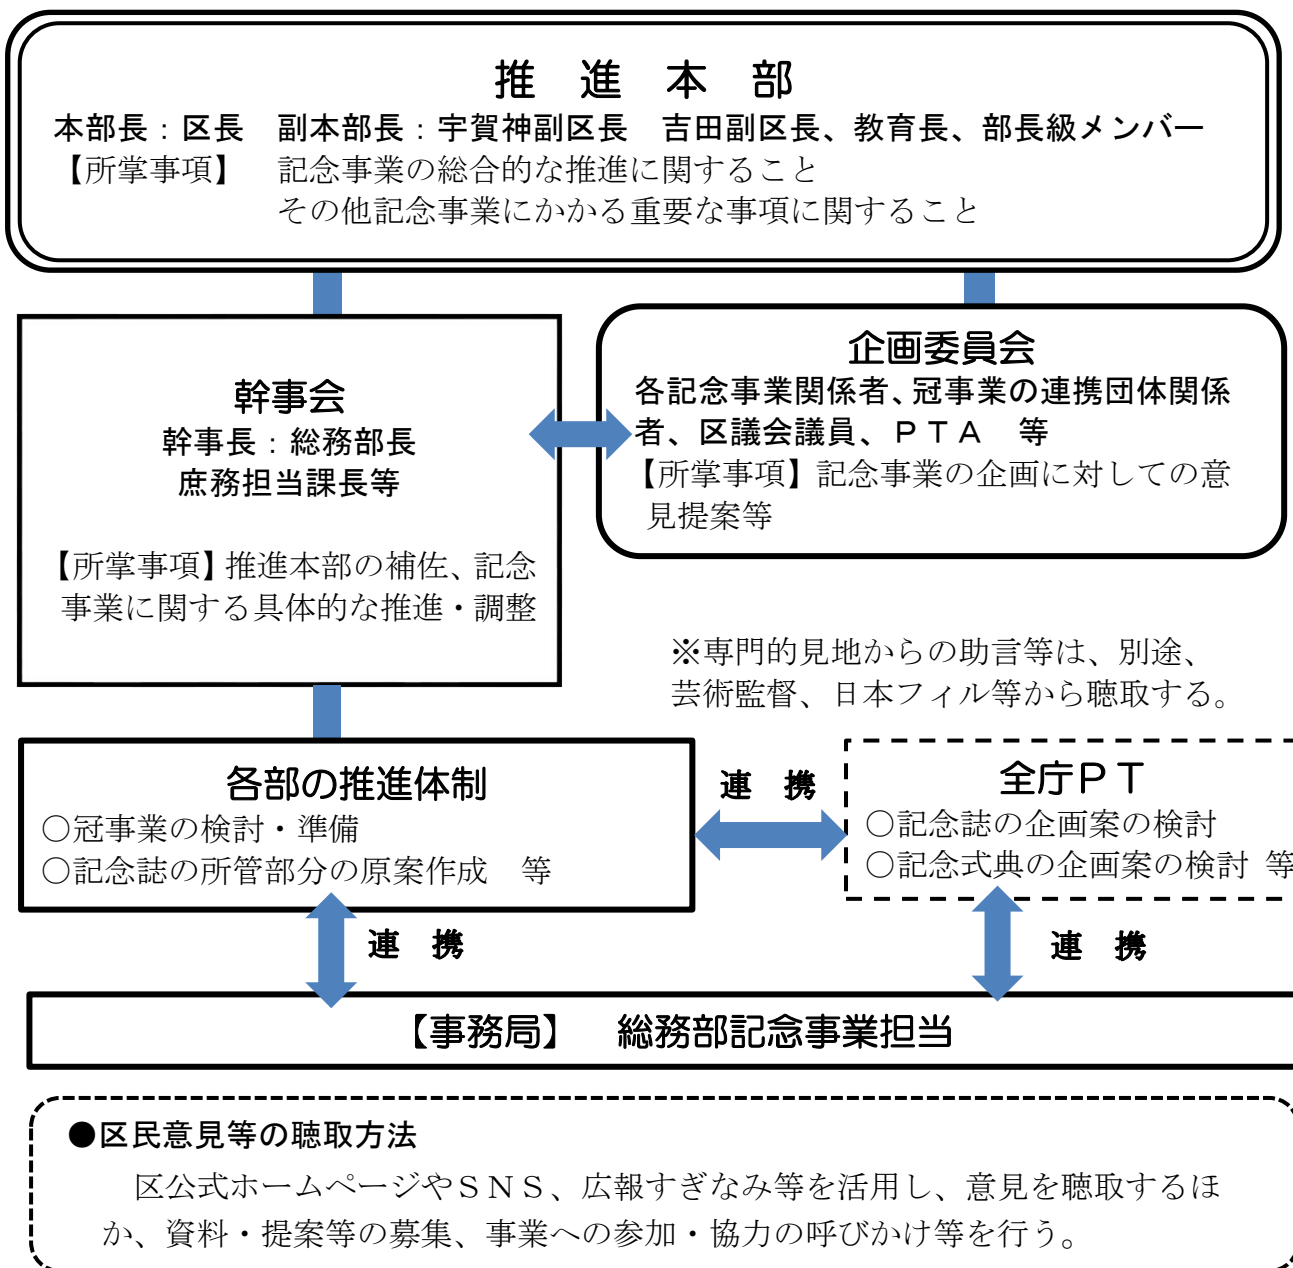 推　進　本　部
本部長：区長　副本部長：宇賀神副区長　吉田副区長、教育長、部長級メンバー
【所掌事項】　記念事業の総合的な推進に関すること
その他記念事業にかかる重要な事項に関すること
幹事会
幹事長：総務部長
庶務担当課長等
【所掌事項】推進本部の補佐、記念
事業に関する具体的な推進・調整
企画委員会
各記念事業関係者、冠事業の連携団体関係
者、区議会議員、ＰＴＡ　等
【所掌事項】記念事業の企画に対しての意
見提案等
※専門的見地からの助言等は、別途、
芸術監督、日本フィル等から聴取する。
各部の推進体制
○冠事業の検討・準備
○記念誌の所管部分の原案作成　等
連　携
全庁ＰＴ
○記念誌の企画案の検討
○記念式典の企画案の検討 等
連　携
連　携
【事務局】　総務部記念事業担当
●区民意見等の聴取方法
区公式ホームページやＳＮＳ、広報すぎなみ等を活用し、意見を聴取するほ
か、資料・提案等の募集、事業への参加・協力の呼びかけ等を行う。